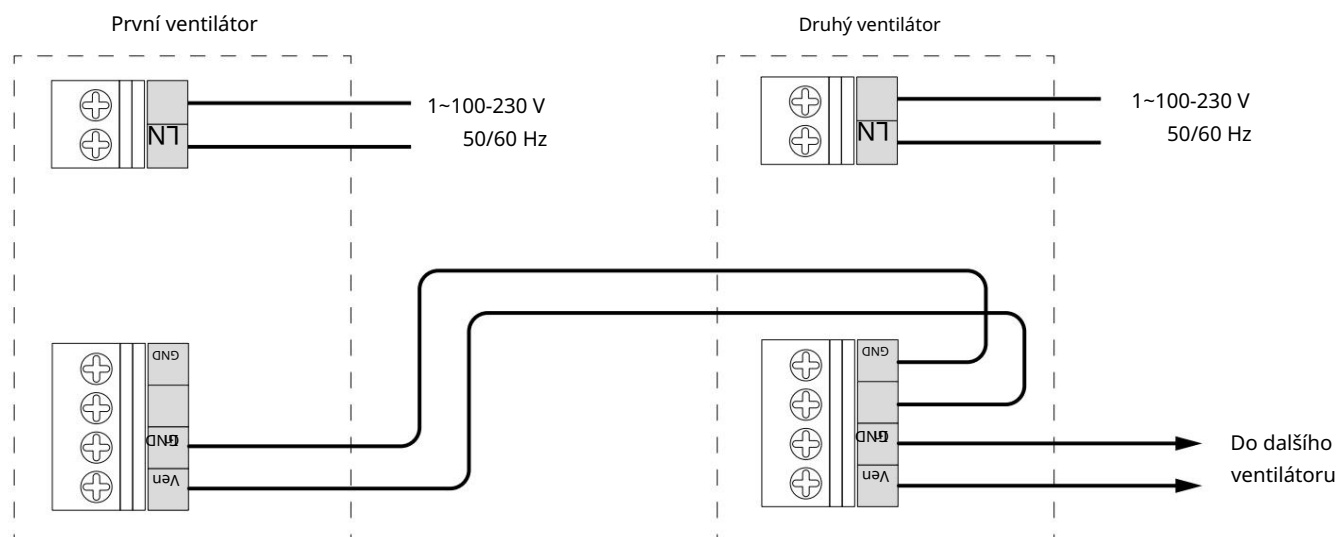 První ventilátor
Druhý ventilátor
1~100-230 V
50/60 Hz
LN
1~100-230 V
50/60 Hz
LN
GND
GND
Ven
GND
GND
Ven
Do dalšího
ventilátoru